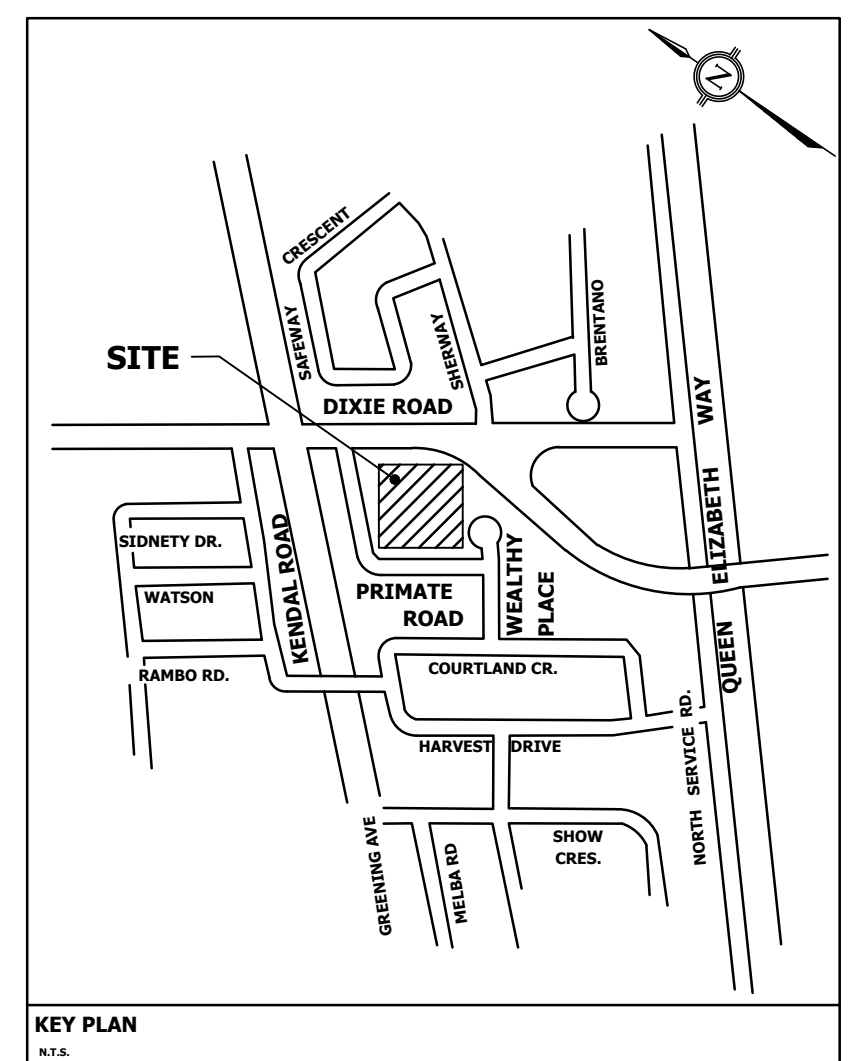 N
CRESCENT
SAFEWAY
SHERWAY
BRENTANO
SITE
DIXIE ROAD
QUEEN ELIZABETH WAY
SIDNETY DR.
WATSON
RAMBO RD.
KENDAL ROAD
PRIMATE
ROAD
WEALTHY
PLACE
COURTLAND CR.
HARVEST DRIVE
NORTH SERVICE RD.
GREENING AVE
MELBA RD
SHOW
CRES.
KEY PLAN
N.T.S.